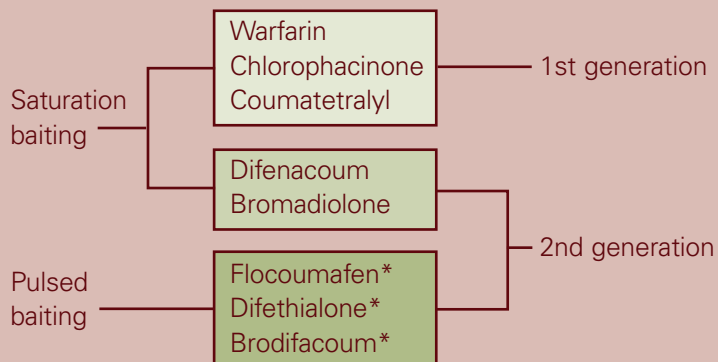 Warfarin
Chlorophacinone
Coumatetralyl
1st generation
Saturation
baiting
Difenacoum
Bromadiolone
2nd generation
Pulsed
baiting
Flocoumafen*
Difethialone*
Brodifacoum*